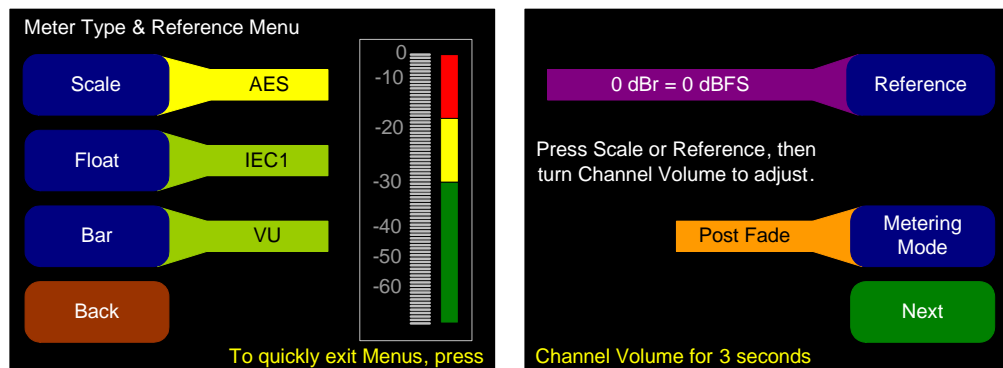 Meter Type & Reference Menu
Scale
AES
Float
IEC1
Bar
VU
Back
0
-10
-20
-30
-40
-50
-60
To quickly exit Menus, press
0 dBr = 0 dBFS
Reference
Press Scale or Reference, then
turn Channel Volume to adjust.
Post Fade
Metering
Mode
Next
Channel Volume for 3 seconds